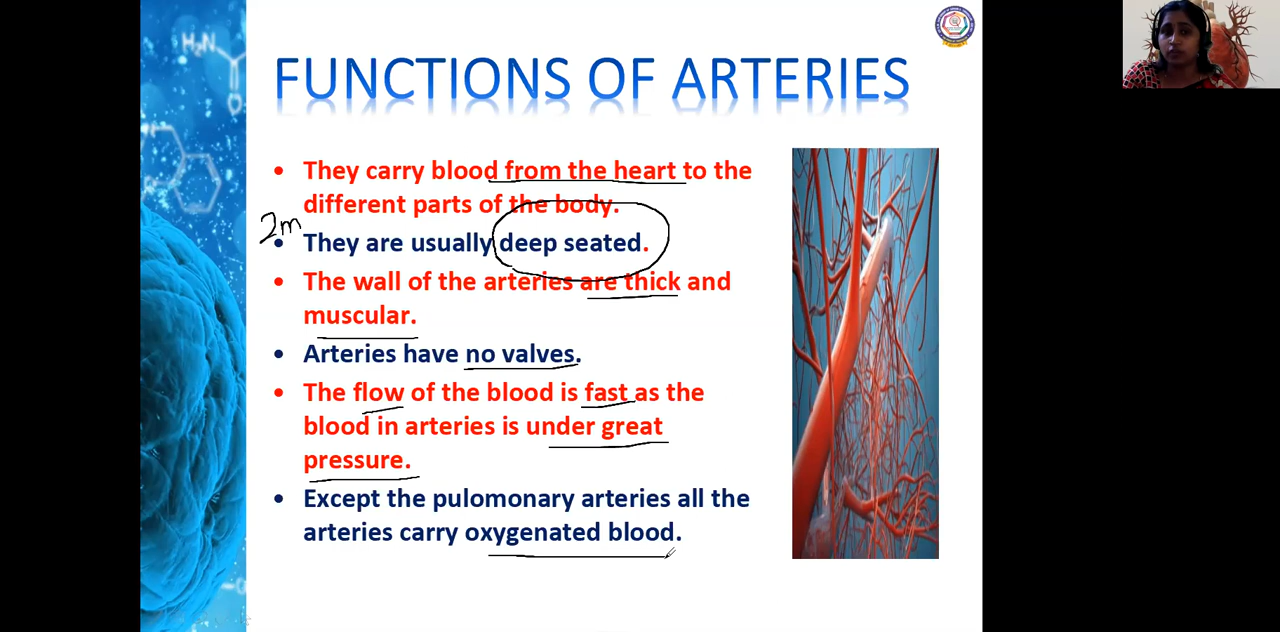 FUNCTIONS OF ARTERIES
• They carry blood from the heart to the
different parts of the body.
2m
• They are usually deep seated.
• The wall of the arteries are thick and
muscular.
• Arteries have no valves.
• The flow of the blood is fast as the
blood in arteries is under great
pressure.
• Except the pulomonary arteries all the
arteries carry oxygenated blood.
H₂N
O